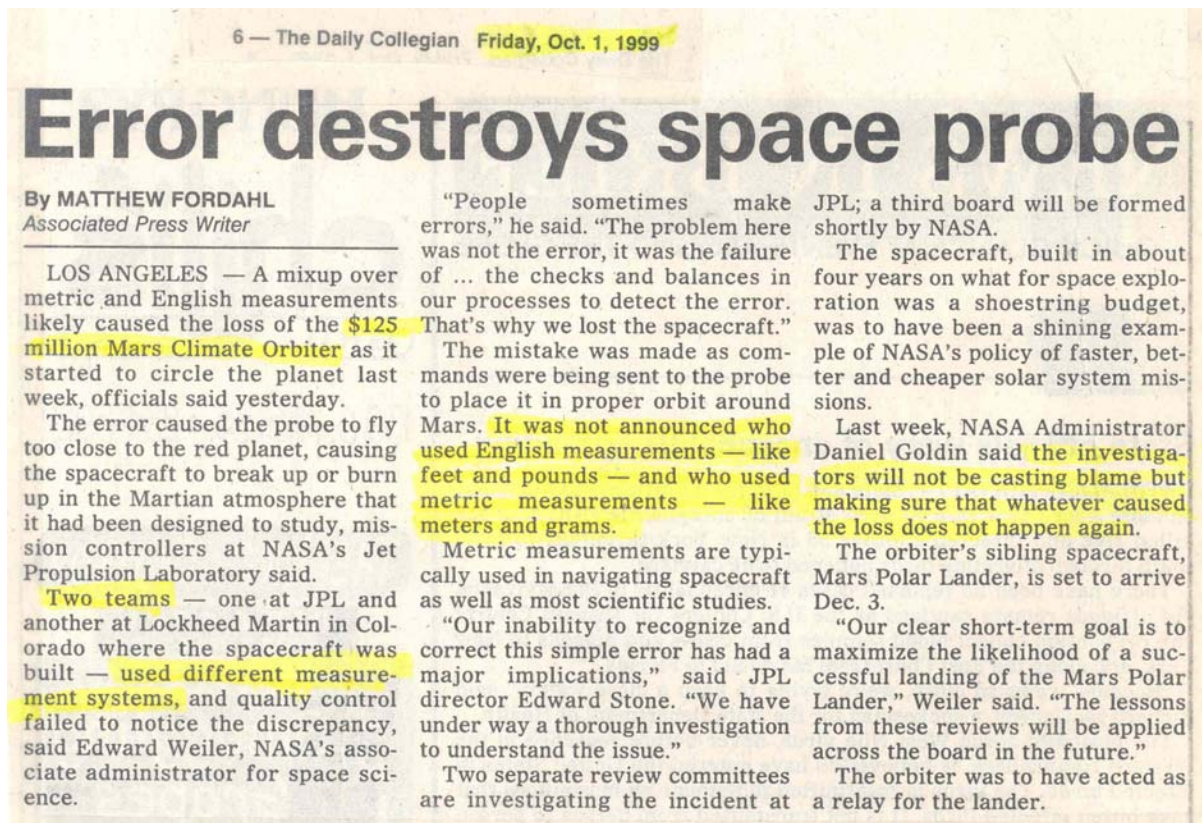 6 — The Daily Collegian Friday, Oct. 1, 1999
Error destroys space probe
By MATTHEW FORDAHL
Associated Press Writer
LOS ANGELES — A mixup over
metric and English measurements
likely caused the loss of the $125
million Mars Climate Orbiter as it
started to circle the planet last
week, officials said yesterday.
The error caused the probe to fly
too close to the red planet, causing
the spacecraft to break up or burn
up in the Martian atmosphere that
it had been designed to study, mis-
sion controllers at NASA's Jet
Propulsion Laboratory said.
Two teams — one at JPL and
another at Lockheed Martin in Col-
orado where the spacecraft was
built — used different measure-
ment systems, and quality control
failed to notice the discrepancy,
said Edward Weiler, NASA's asso-
ciate administrator for space sci-
ence.
“People sometimes make
errors,” he said. “The problem here
was not the error, it was the failure
of ... the checks and balances in
our processes to detect the error.
That's why we lost the spacecraft.”
The mistake was made as com-
mands were being sent to the probe
to place it in proper orbit around
Mars. It was not announced who
used English measurements — like
feet and pounds — and who used
metric measurements — like
meters and grams.
Metric measurements are typi-
cally used in navigating spacecraft
as well as most scientific studies.
“Our inability to recognize and
correct this simple error has had a
major implications,” said JPL
director Edward Stone. “We have
under way a thorough investigation
to understand the issue.”
Two separate review committees
are investigating the incident at
JPL; a third board will be formed
shortly by NASA.
The spacecraft, built in about
four years on what for space explo-
ration was a shoestring budget,
was to have been a shining exam-
ple of NASA's policy of faster, bet-
ter and cheaper solar system mis-
sions.
Last week, NASA Administrator
Daniel Goldin said the investiga-
tors will not be casting blame but
making sure that whatever caused
the loss does not happen again.
The orbiter's sibling spacecraft,
Mars Polar Lander, is set to arrive
Dec. 3.
“Our clear short-term goal is to
maximize the likelihood of a suc-
cessful landing of the Mars Polar
Lander,” Weiler said. “The lessons
from these reviews will be applied
across the board in the future.”
The orbiter was to have acted as
a relay for the lander.